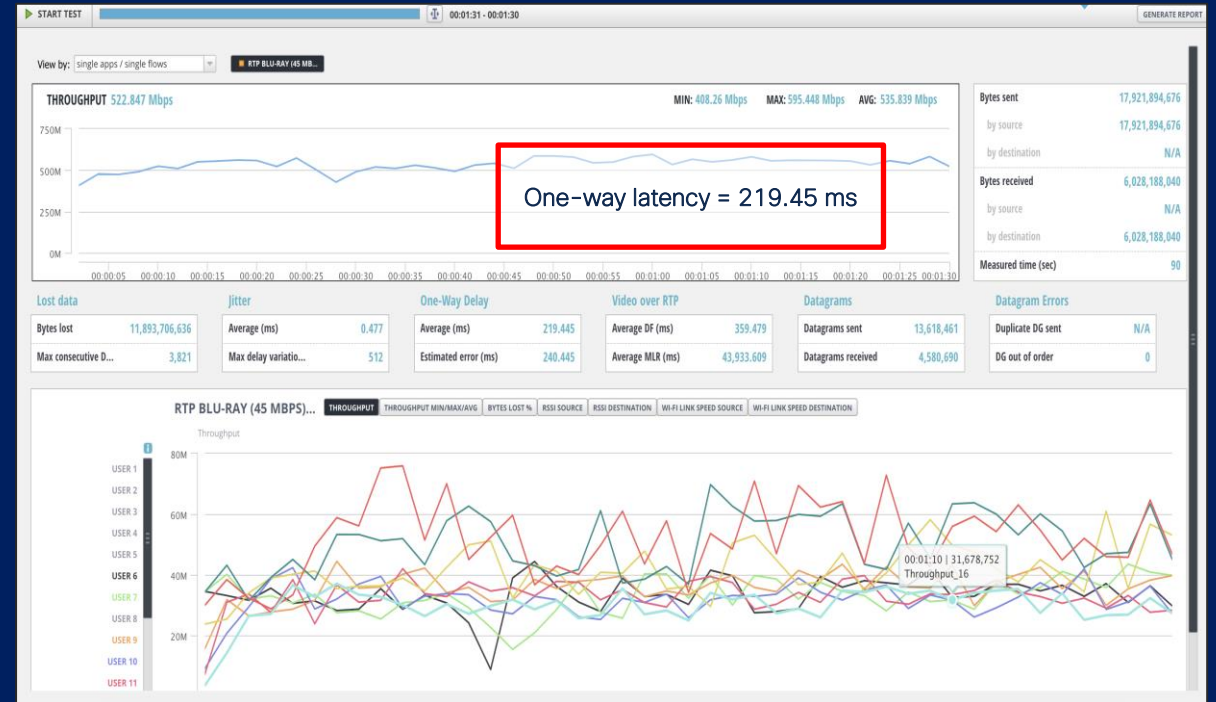 START TEST
00:01:31 - 00:01:30
GENERATE REPORT
View by:
single apps / single flows
RTP BLU-RAY (45 MB...
THROUGHPUT 522.847 Mbps
MIN: 408.26 Mbps MAX: 595.448 Mbps AVG: 535.839 Mbps
750M
500M
250M
0M
One-way latency = 219.45 ms
00:00:05 00:00:10 00:00:15 00:00:20 00:00:25 00:00:30 00:00:35 00:00:40 00:00:45 00:00:50 00:00:55 00:01:00 00:01:05 00:01:10 00:01:15 00:01:20 00:01:25 00:01:30
Bytes sent 17,921,894,676
by source 17,921,894,676
by destination N/A
Bytes received 6,028,188,040
by source N/A
by destination 6,028,188,040
Measured time (sec) 90
Lost data
Bytes lost 11,893,706,636
Max consecutive D... 3,821
Jitter
Average (ms) 0.477
Max delay variatio... 512
One-Way Delay
Average (ms) 219.445
Estimated error (ms) 240.445
Video over RTP
Average DF (ms) 359.479
Average MLR (ms) 43,933.609
Datagrams
Datagrams sent 13,618,461
Datagrams received 4,580,690
Datagram Errors
Duplicate DG sent N/A
DG out of order 0
RTP BLU-RAY (45 MBPS)...
THROUGHPUT
THROUGHPUT MIN/MAX/AVG
BYTES LOST %
RSSI SOURCE
RSSI DESTINATION
WI-FI LINK SPEED SOURCE
WI-FI LINK SPEED DESTINATION
Throughput
80M
60M
40M
20M
USER 1
USER 2
USER 3
USER 4
USER 5
USER 6
USER 7
USER 8
USER 9
USER 10
USER 11
00:01:10 | 31,678,752
Throughput_16